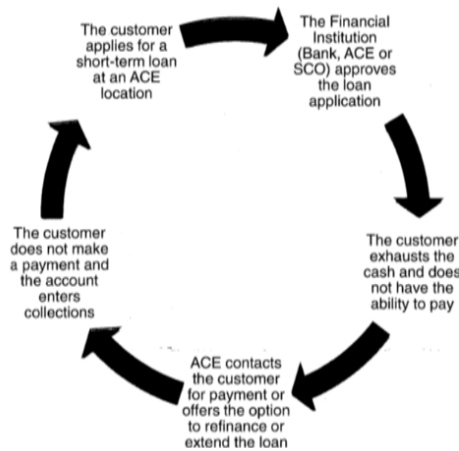 The customer
applies for a
short-term loan
at an ACE
location
The Financial
Institution
(Bank, ACE or
SCO) approves
the loan
application
The customer
exhausts the
cash and does
not have the
ability to pay
ACE contacts
the customer
for payment or
offers the option
to refinance or
extend the loan
The customer
does not make
a payment and
the account
enters
collections